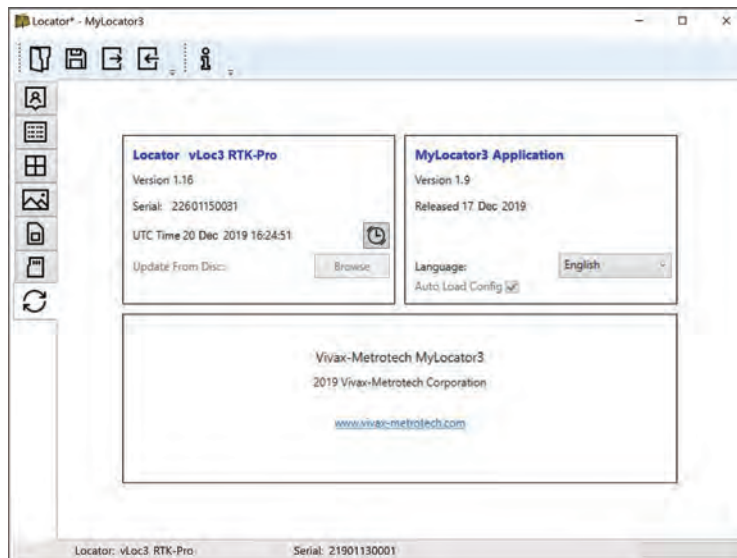 Locator* - MyLocator3
Locator vLoc3 RTK-Pro
Version 1.16
Serial: 22601150031
UTC Time 20 Dec 2019 16:24:51
Update From Disc:
Browse
MyLocator3 Application
Version 1.9
Released 17 Dec 2019
Language:
English
Auto Load Config
Vivax-Metrotech MyLocator3
2019 Vivax-Metrotech Corporation
www.vivax-metrotech.com
Locator: vLoc3 RTK-Pro Serial: 21901130001